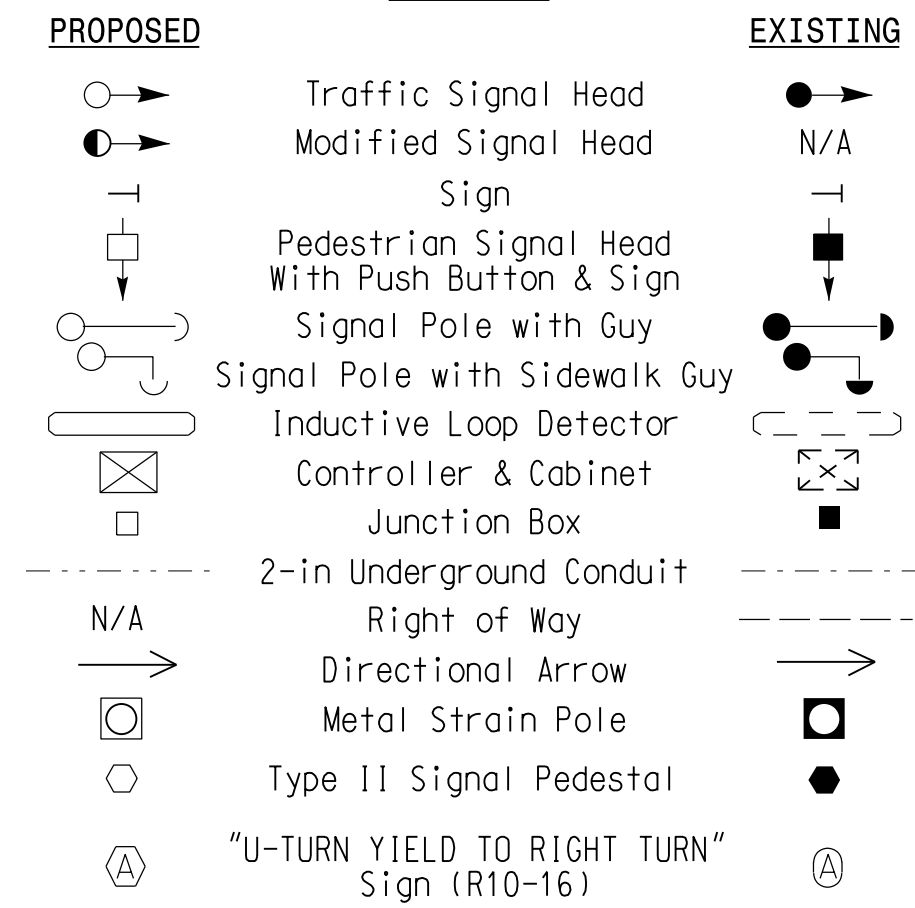 PROPOSED EXISTING
Traffic Signal Head
Modified Signal Head N/A
Sign
Pedestrian Signal Head
With Push Button & Sign
Signal Pole with Guy
Signal Pole with Sidewalk Guy
Inductive Loop Detector
Controller & Cabinet
Junction Box
2-in Underground Conduit
N/A Right of Way
Directional Arrow
Metal Strain Pole
Type II Signal Pedestal
A "U-TURN YIELD TO RIGHT TURN" A
Sign (R10-16)